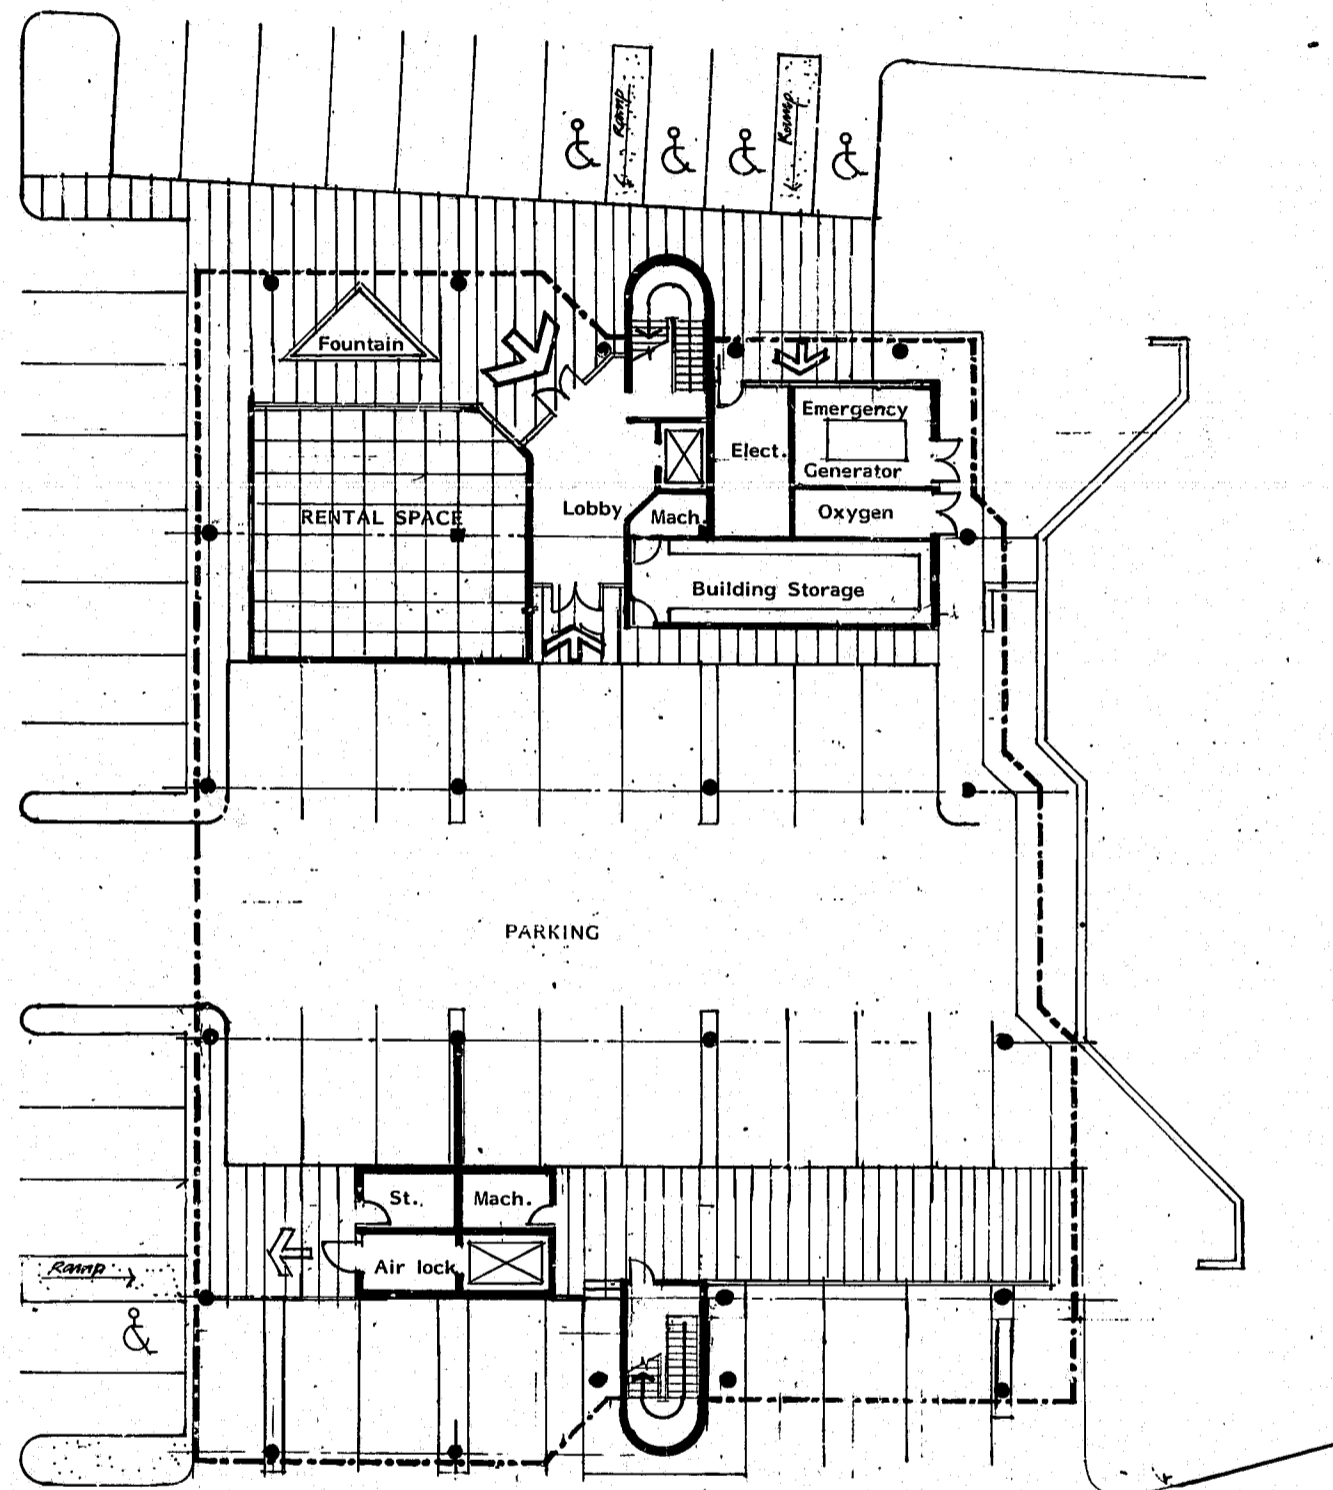 Ramp
Ramp
Fountain
Emergency
Elect.
Generator
RENTAL SPACE
Lobby
Mach.
Oxygen
Building Storage
PARKING
St.
Mach.
Air lock
Ramp